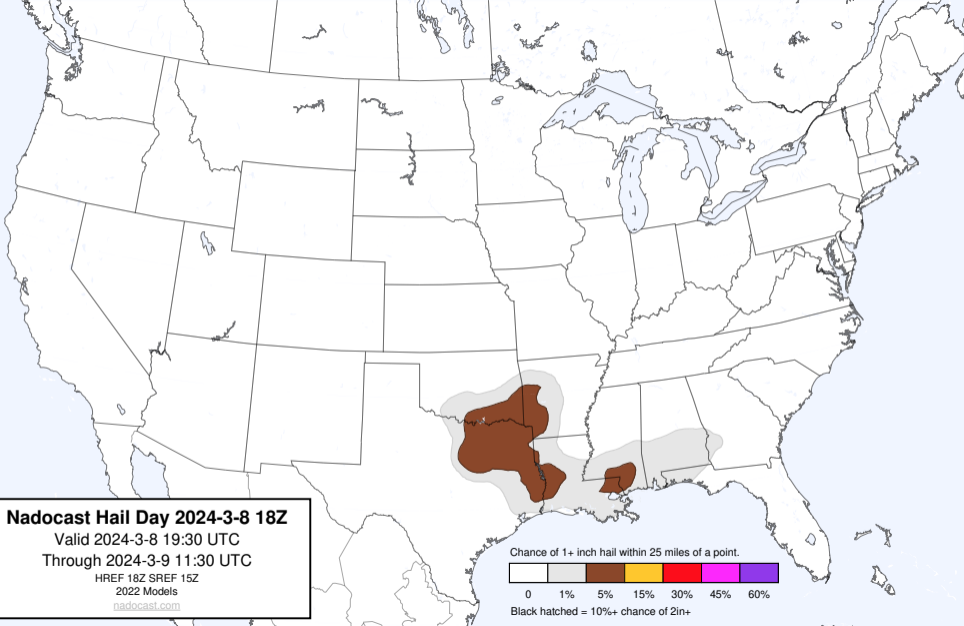 Nadocast Hail Day 2024-3-8 18Z
Valid 2024-3-8 19:30 UTC
Through 2024-3-9 11:30 UTC
HREF 18Z SREF 15Z
2022 Models
nadocast.com
Chance of 1+ inch hail within 25 miles of a point.
0 1% 5% 15% 30% 45% 60%
Black hatched = 10%+ chance of 2in+